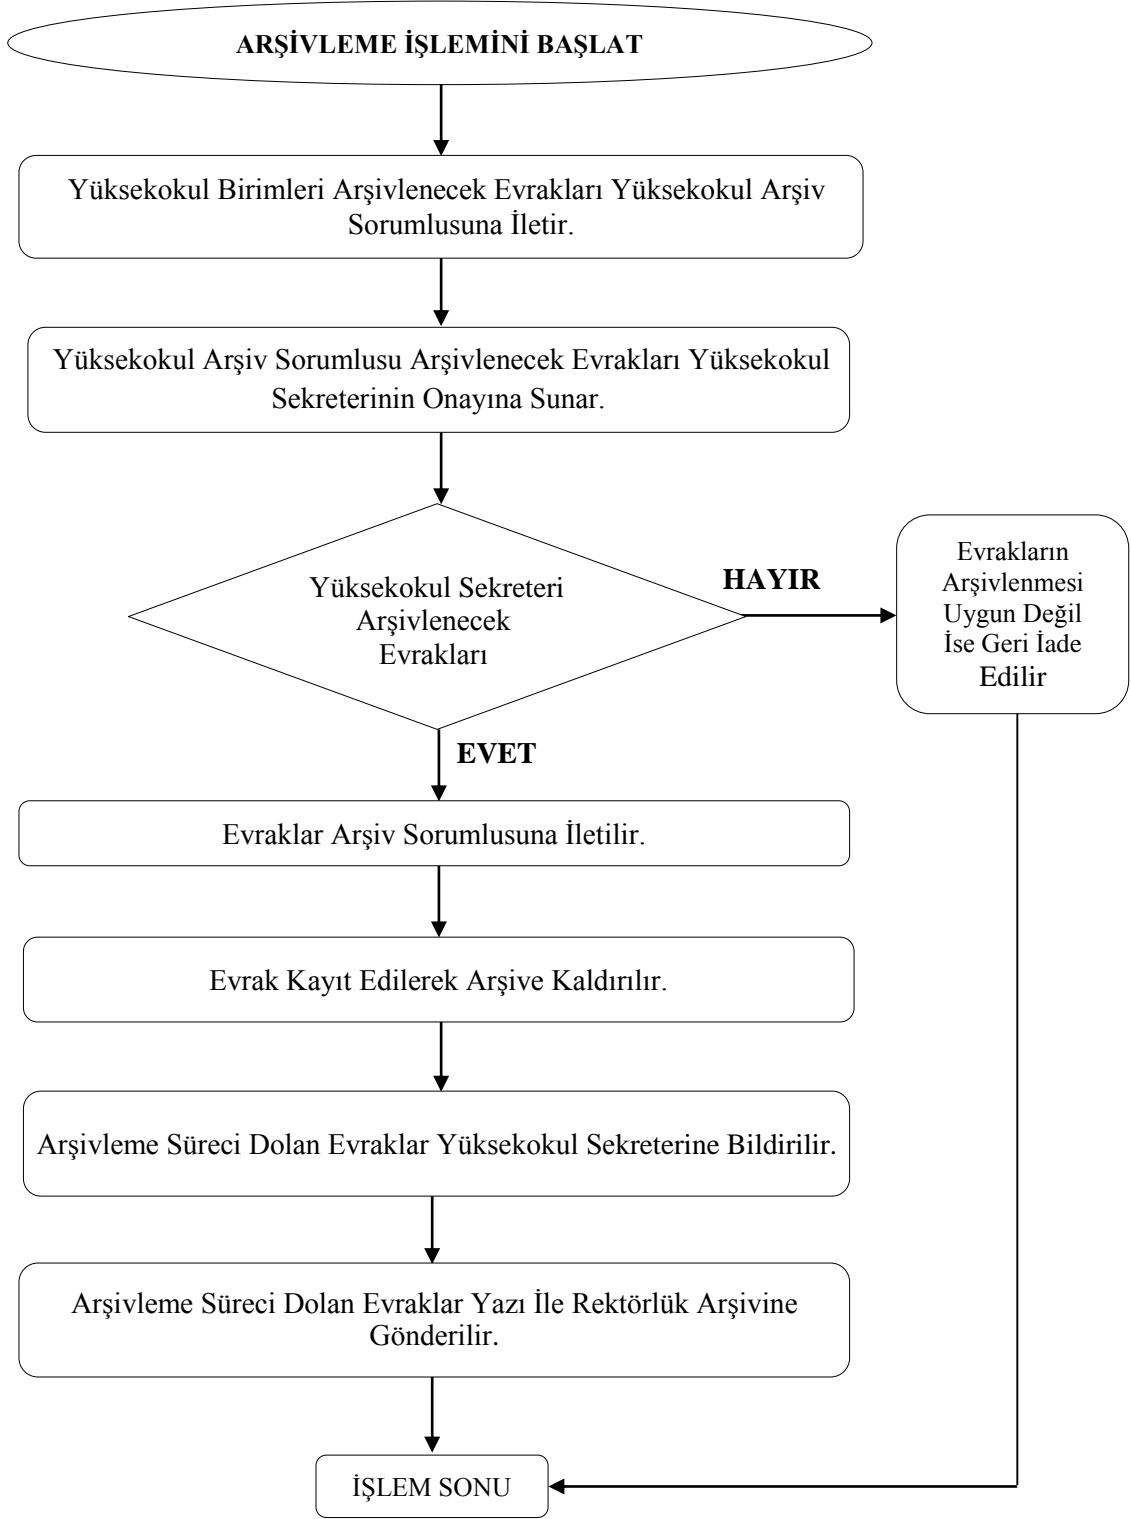 ARŞİVLEME İŞLEMİNİ BAŞLAT
Yüksekokul Birimleri Arşivlenecek Evrakları Yüksekokul Arşiv
Sorumlusuna İletir.
Yüksekokul Arşiv Sorumlusu Arşivlenecek Evrakları Yüksekokul
Sekreterinin Onayına Sunar.
Yüksekokul Sekreteri
Arşivlenecek
Evrakları
HAYIR
Evrakların
Arşivlenmesi
Uygun Değil
İse Geri İade
Edilir
EVET
Evraklar Arşiv Sorumlusuna İletilir.
Evrak Kayıt Edilerek Arşive Kaldırılır.
Arşivleme Süreci Dolan Evraklar Yüksekokul Sekreterine Bildirilir.
Arşivleme Süreci Dolan Evraklar Yazı İle Rektörlük Arşivine
Gönderilir.
İŞLEM SONU